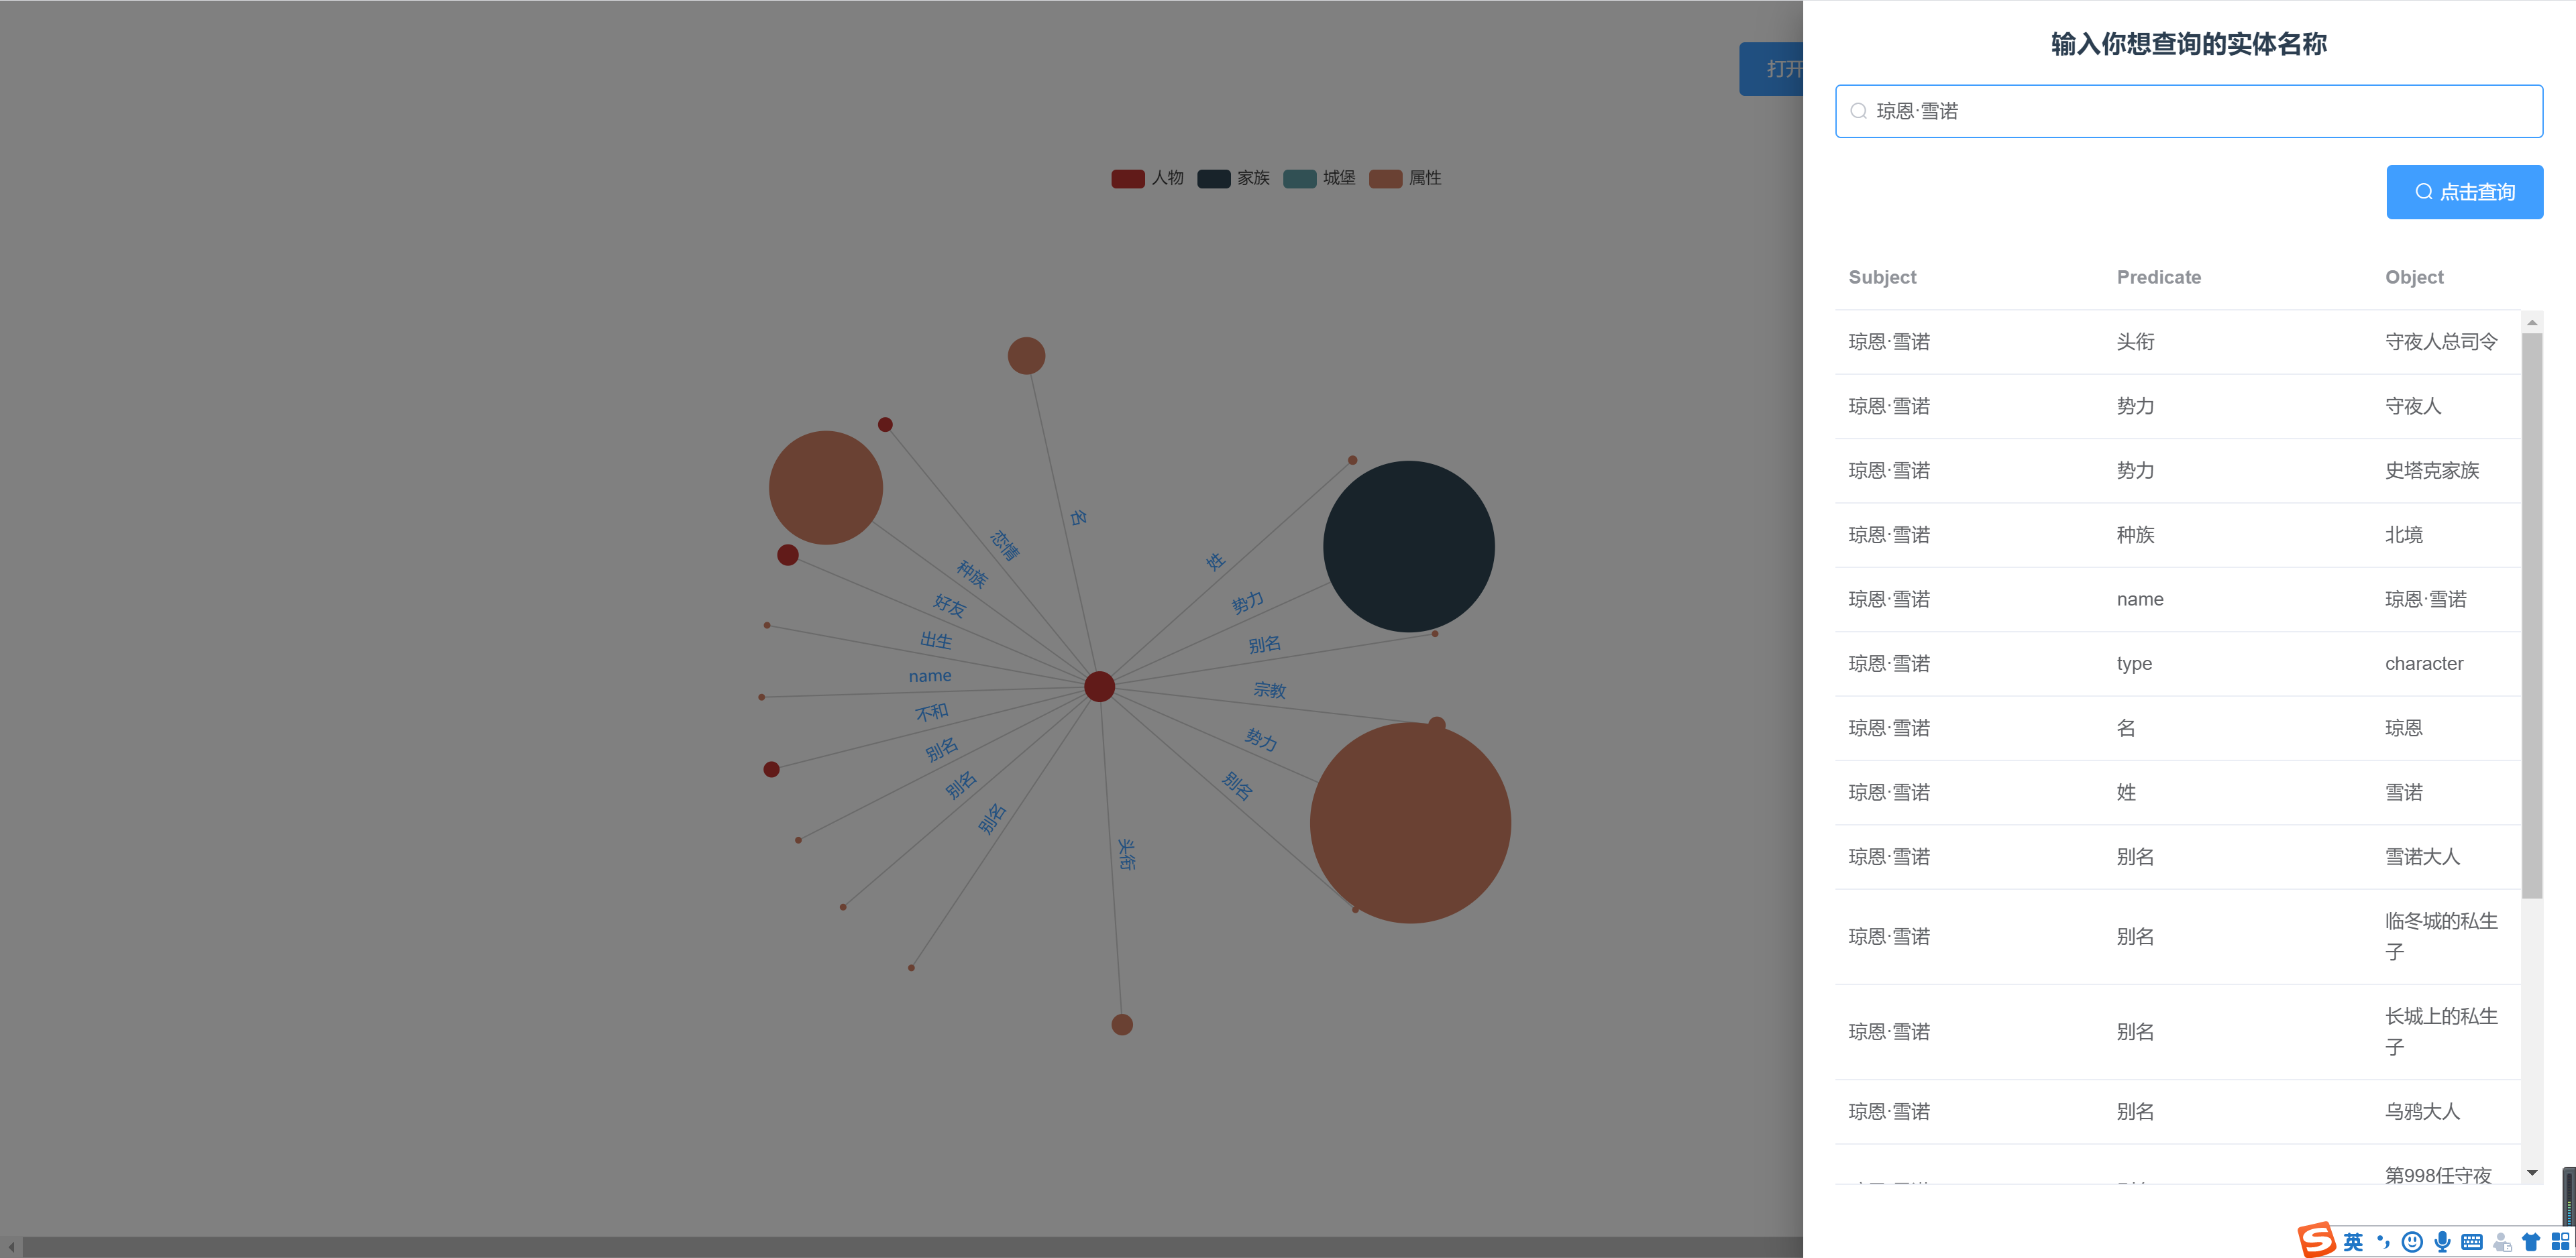 打开
人物 家族 城堡 属性
名
恋情
种族
好友
出生
name
不和
别名
别名
别名
头衔
姓
势力
别名
宗教
势力
别名
输入你想查询的实体名称
琼恩·雪诺
点击查询
Subject Predicate Object
琼恩·雪诺 头衔 守夜人总司令
琼恩·雪诺 势力 守夜人
琼恩·雪诺 势力 史塔克家族
琼恩·雪诺 种族 北境
琼恩·雪诺 name 琼恩·雪诺
琼恩·雪诺 type character
琼恩·雪诺 名 琼恩
琼恩·雪诺 姓 雪诺
琼恩·雪诺 别名 雪诺大人
琼恩·雪诺 别名 临冬城的私生
子
琼恩·雪诺 别名 长城上的私生
子
琼恩·雪诺 别名 乌鸦大人
第998任守夜
英